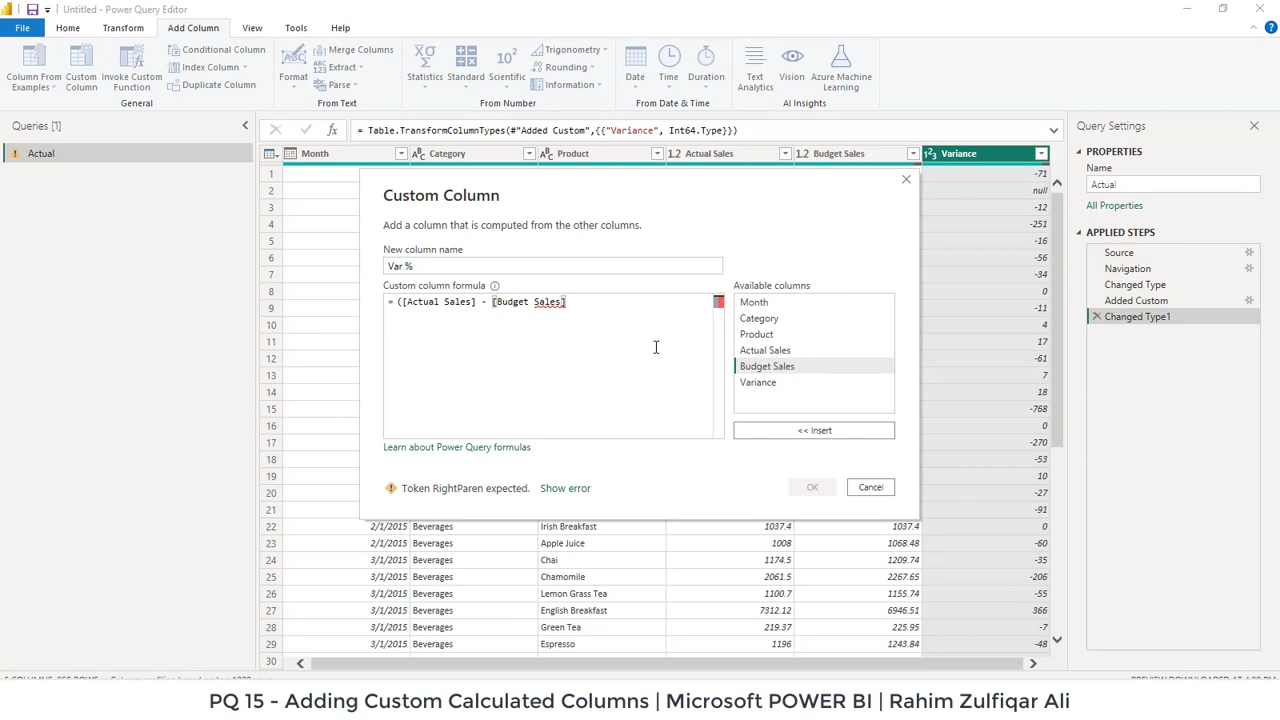 Untitled - Power Query Editor
File Home Transform Add Column View Tools Help
Column From Examples
Custom Column
Invoke Custom Function
Conditional Column
Index Column
Duplicate Column
General
Format
Merge Columns
ABC 123 Extract
Parse
From Text
XΣ Statistics
Standard
10² Scientific
Trigonometry
Rounding
Information
From Number
Date
Time
Duration
From Date & Time
Text Analytics
Vision
Azure Machine Learning
AI Insights
Queries [1]
Actual
fx = Table.TransformColumnTypes(#"Added Custom",{{"Variance", Int64.Type}})
Month Category Product 1.2 Actual Sales 1.2 Budget Sales 1²3 Variance
1 -71
2 null
3 -12
4 -251
5 -16
6 -56
7 -34
8 0
9 -11
10 4
11 17
12 -61
13 7
14 18
15 -768
16 0
17 -270
18 -53
19 10
20 -27
21 -91
22 2/1/2015 Beverages Irish Breakfast 1037.4 1037.4 0
23 2/1/2015 Beverages Apple Juice 1008 1068.48 -60
24 3/1/2015 Beverages Chai 1174.5 1209.74 -35
25 3/1/2015 Beverages Chamomile 2061.5 2267.65 -206
26 3/1/2015 Beverages Lemon Grass Tea 1100.7 1155.74 -55
27 3/1/2015 Beverages English Breakfast 7312.12 6946.51 366
28 3/1/2015 Beverages Green Tea 219.37 225.95 -7
29 3/1/2015 Beverages Espresso 1196 1243.84 -48
30
Custom Column
Add a column that is computed from the other columns.
New column name
Var %
Custom column formula
= ([Actual Sales] - [Budget Sales]
Available columns
Month
Category
Product
Actual Sales
Budget Sales
Variance
<< Insert
Learn about Power Query formulas
Token RightParen expected. Show error
OK Cancel
Query Settings
PROPERTIES
Name
Actual
All Properties
APPLIED STEPS
Source
Navigation
Changed Type
Added Custom
Changed Type1
PQ 15 - Adding Custom Calculated Columns | Microsoft POWER BI | Rahim Zulfiqar Ali